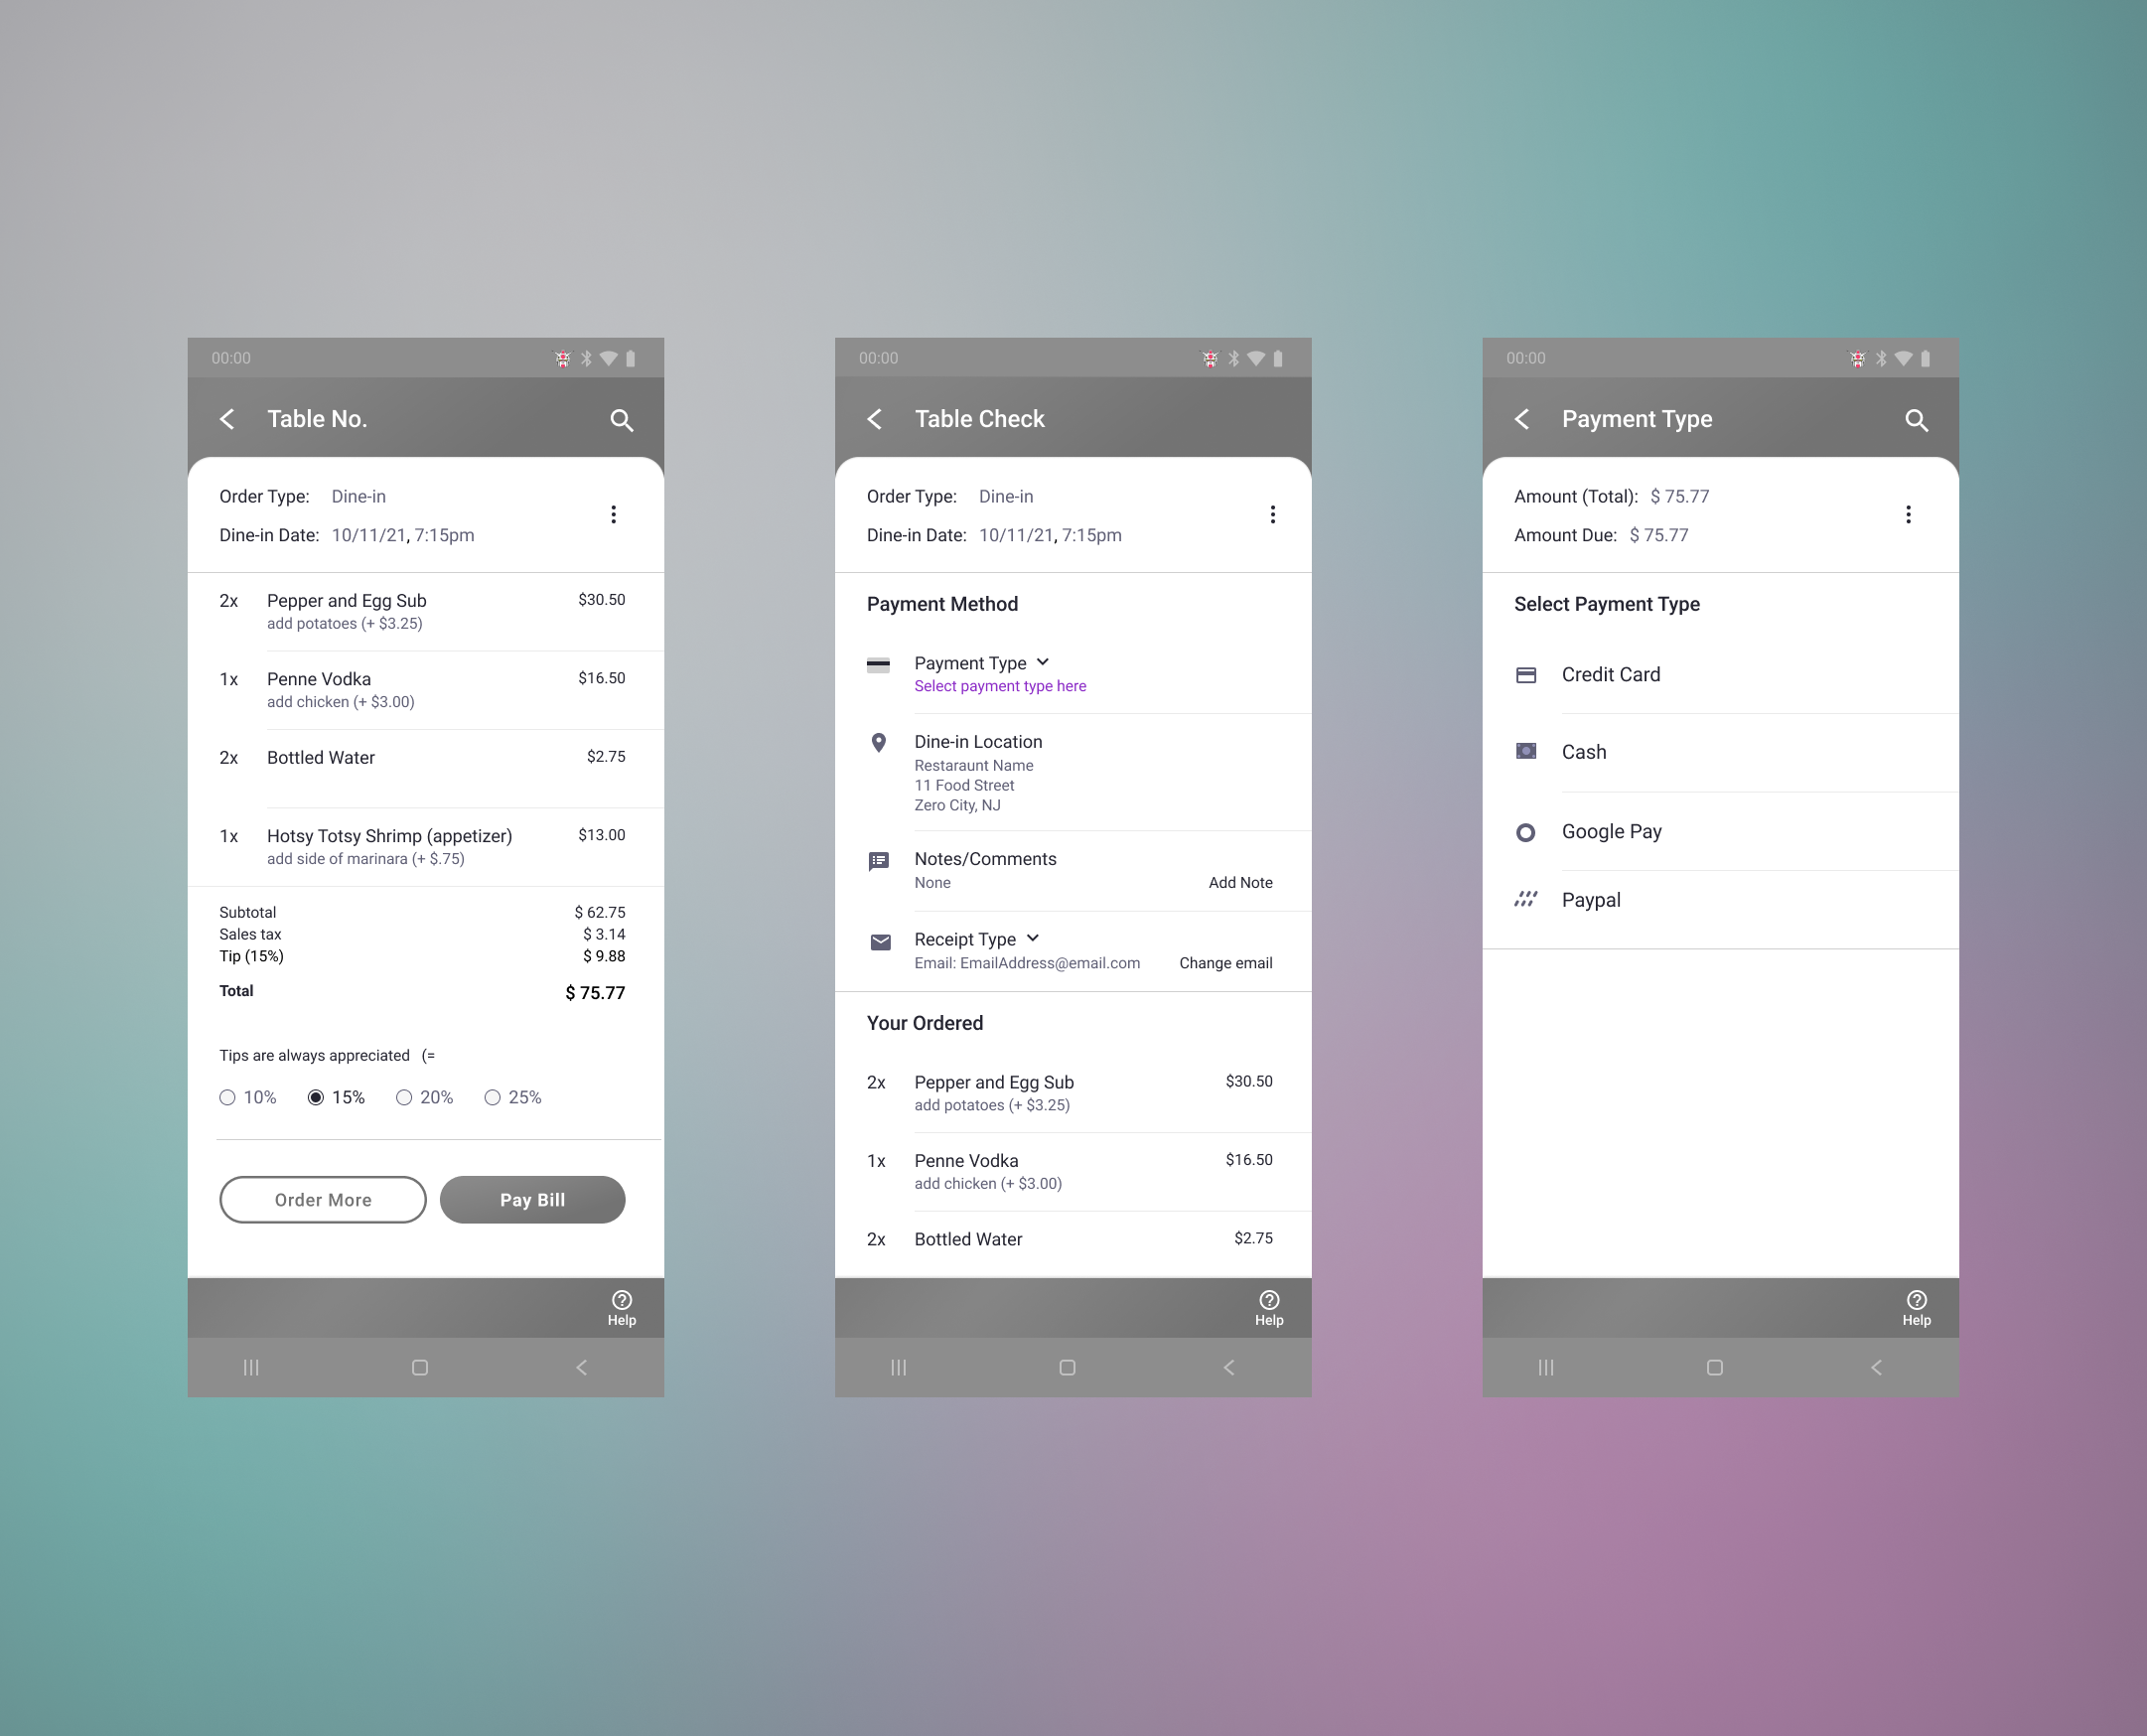 00:00
Table No.
Order Type: Dine-in
Dine-in Date: 10/11/21, 7:15pm
2x Pepper and Egg Sub $30.50
add potatoes (+ $3.25)
1x Penne Vodka $16.50
add chicken (+ $3.00)
2x Bottled Water $2.75
1x Hotsy Totsy Shrimp (appetizer) $13.00
add side of marinara (+ $.75)
Subtotal $ 62.75
Sales tax $ 3.14
Tip (15%) $ 9.88
Total $ 75.77
Tips are always appreciated (=
10% 15% 20% 25%
Order More Pay Bill
Help
00:00
Table Check
Order Type: Dine-in
Dine-in Date: 10/11/21, 7:15pm
Payment Method
Payment Type
Select payment type here
Dine-in Location
Restaraunt Name
11 Food Street
Zero City, NJ
Notes/Comments
None Add Note
Receipt Type
Email: EmailAddress@email.com Change email
Your Ordered
2x Pepper and Egg Sub $30.50
add potatoes (+ $3.25)
1x Penne Vodka $16.50
add chicken (+ $3.00)
2x Bottled Water $2.75
Help
00:00
Payment Type
Amount (Total): $ 75.77
Amount Due: $ 75.77
Select Payment Type
Credit Card
Cash
Google Pay
Paypal
Help